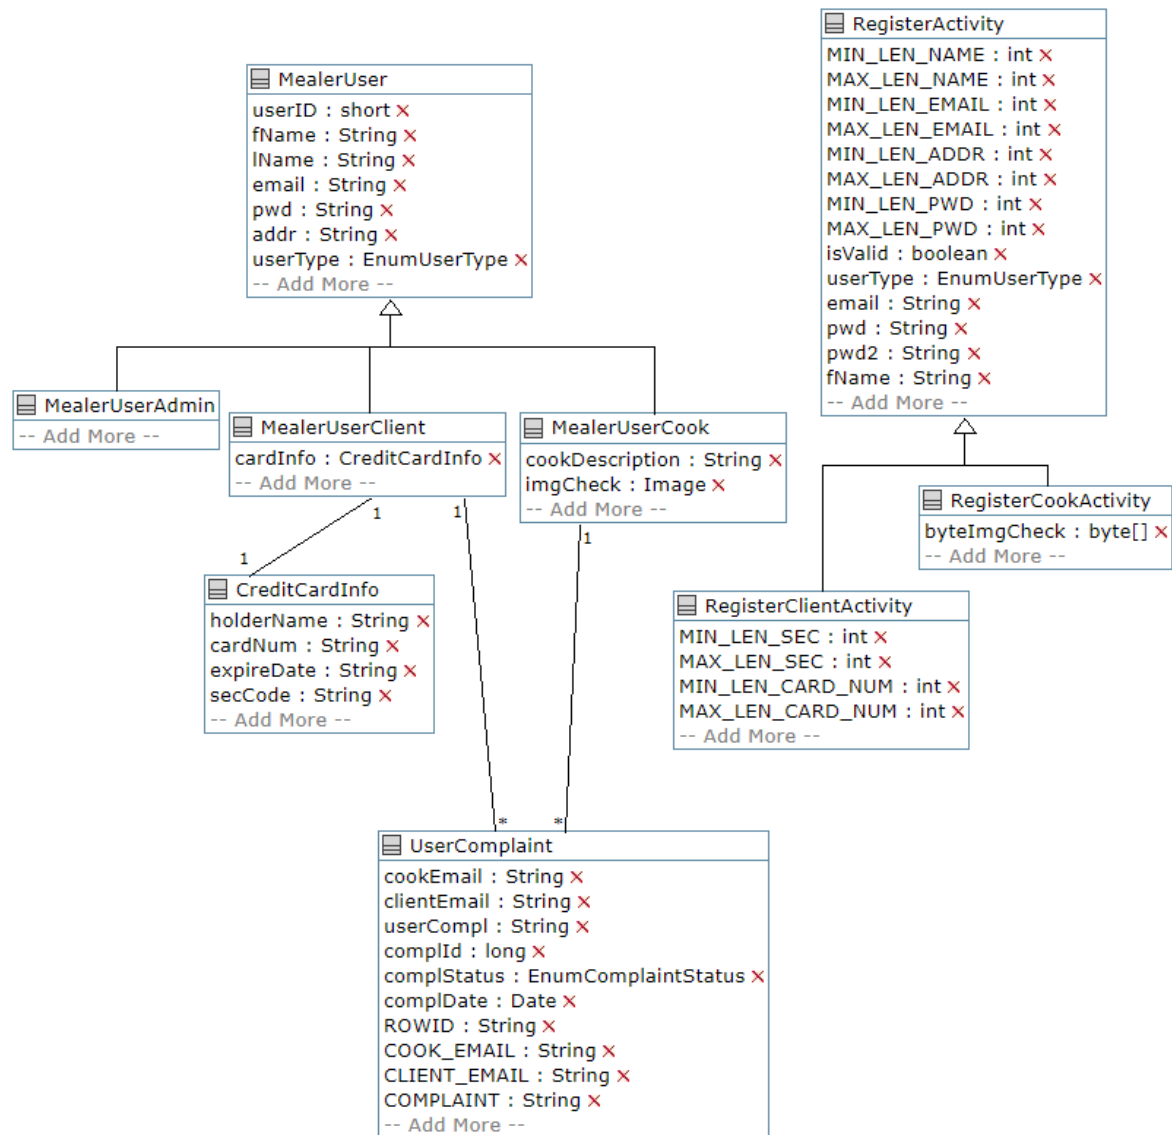 MealerUser
userID : short
fName : String
lName : String
email : String
pwd : String
addr : String
userType : EnumUserType
-- Add More --
RegisterActivity
MIN_LEN_NAME : int
MAX_LEN_NAME : int
MIN_LEN_EMAIL : int
MAX_LEN_EMAIL : int
MIN_LEN_ADDR : int
MAX_LEN_ADDR : int
MIN_LEN_PWD : int
MAX_LEN_PWD : int
isValid : boolean
userType : EnumUserType
email : String
pwd : String
pwd2 : String
fName : String
-- Add More --
MealerUserAdmin
-- Add More --
MealerUserClient
cardInfo : CreditCardInfo
-- Add More --
MealerUserCook
cookDescription : String
imgCheck : Image
-- Add More --
RegisterCookActivity
byteImgCheck : byte[]
-- Add More --
1
1
1
1
CreditCardInfo
holderName : String
cardNum : String
expireDate : String
secCode : String
-- Add More --
RegisterClientActivity
MIN_LEN_SEC : int
MAX_LEN_SEC : int
MIN_LEN_CARD_NUM : int
MAX_LEN_CARD_NUM : int
-- Add More --
*
*
UserComplaint
cookEmail : String
clientEmail : String
userCompl : String
complId : long
complStatus : EnumComplaintStatus
complDate : Date
ROWID : String
COOK_EMAIL : String
CLIENT_EMAIL : String
COMPLAINT : String
-- Add More --